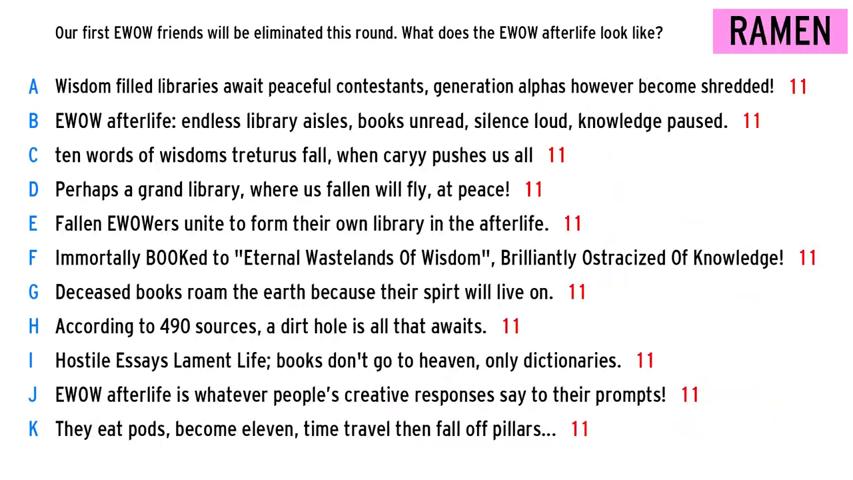 Our first EWOW friends will be eliminated this round. What does the EWOW afterlife look like?
RAMEN
A Wisdom filled libraries await peaceful contestants, generation alphas however become shredded! 11
B EWOW afterlife: endless library aisles, books unread, silence loud, knowledge paused. 11
C ten words of wisdoms treturus fall, when caryy pushes us all 11
D Perhaps a grand library, where us fallen will fly, at peace! 11
E Fallen EWOWers unite to form their own library in the afterlife. 11
F Immortally BOOKed to "Eternal Wastelands Of Wisdom", Brilliantly Ostracized Of Knowledge! 11
G Deceased books roam the earth because their spirt will live on. 11
H According to 490 sources, a dirt hole is all that awaits. 11
I Hostile Essays Lament Life; books don't go to heaven, only dictionaries. 11
J EWOW afterlife is whatever people’s creative responses say to their prompts! 11
K They eat pods, become eleven, time travel then fall off pillars... 11